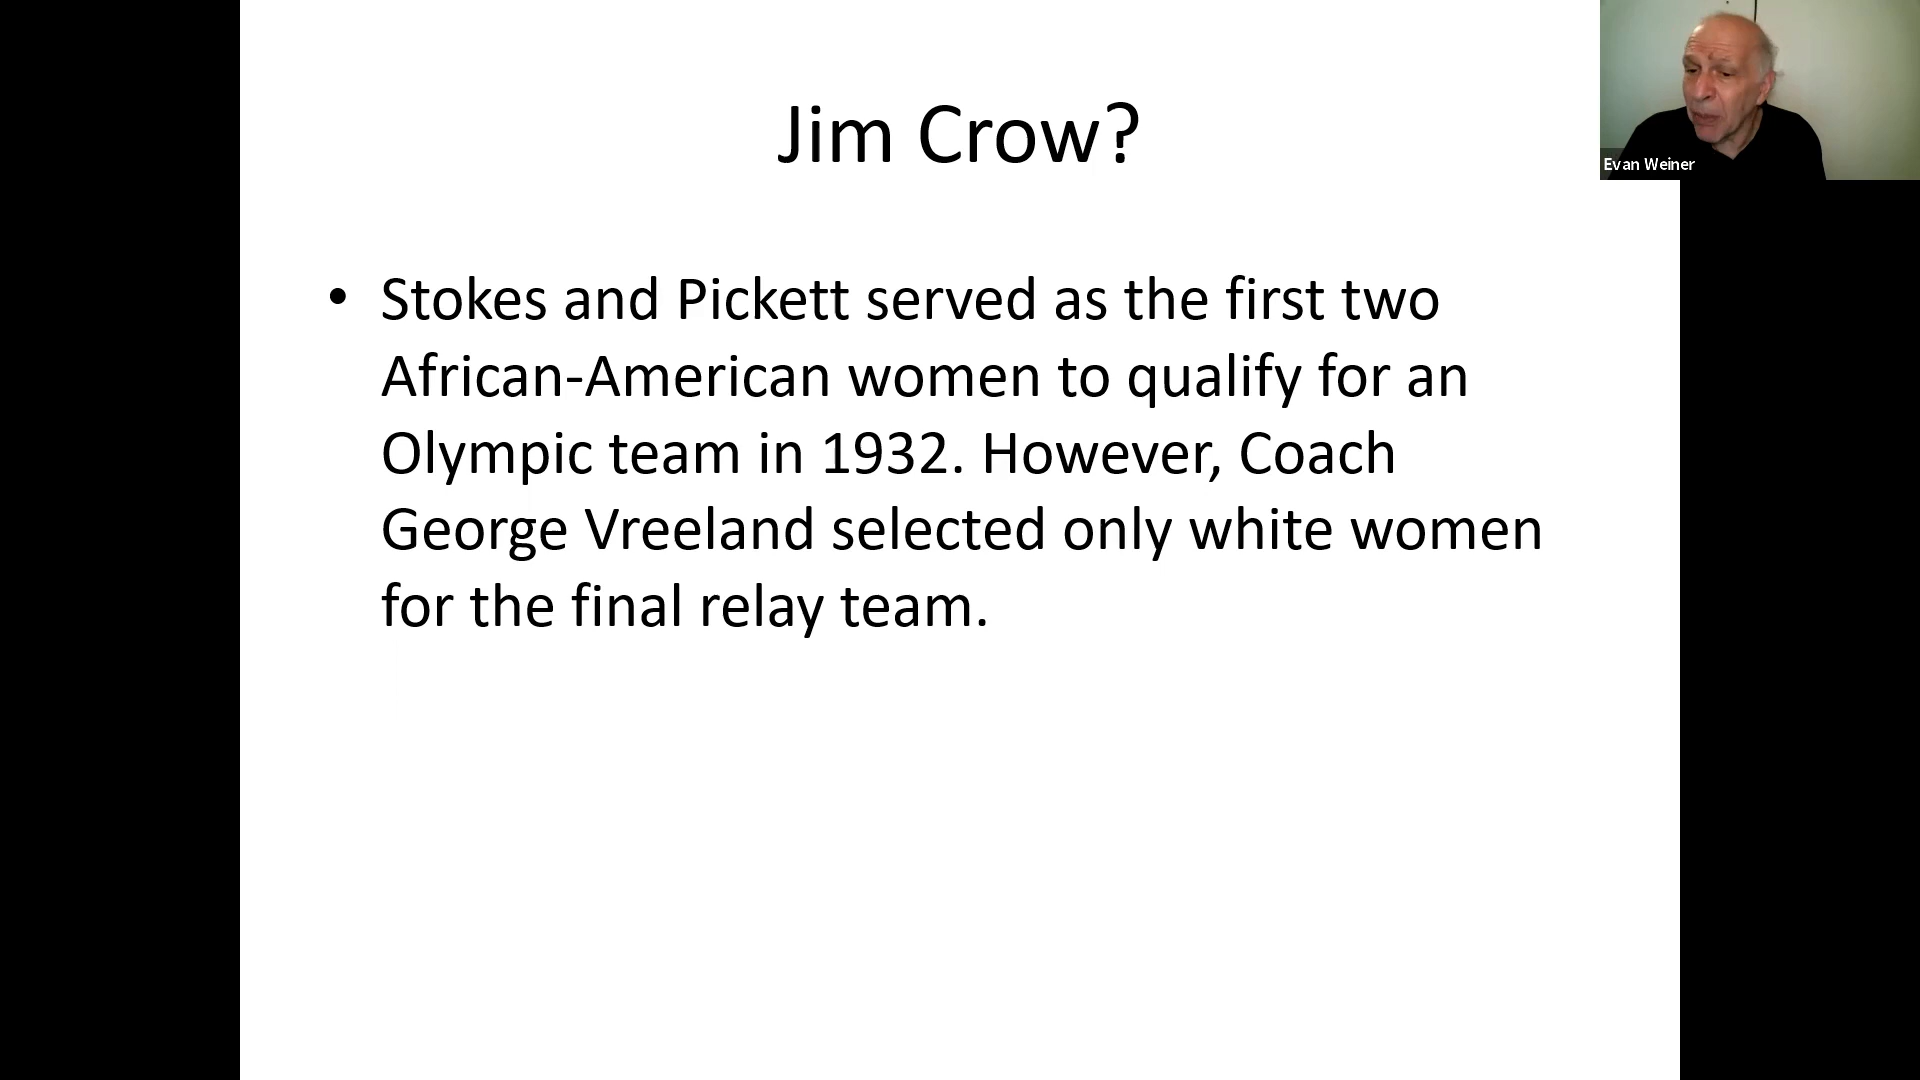 Jim Crow?
Evan Weiner
• Stokes and Pickett served as the first two
African-American women to qualify for an
Olympic team in 1932. However, Coach
George Vreeland selected only white women
for the final relay team.